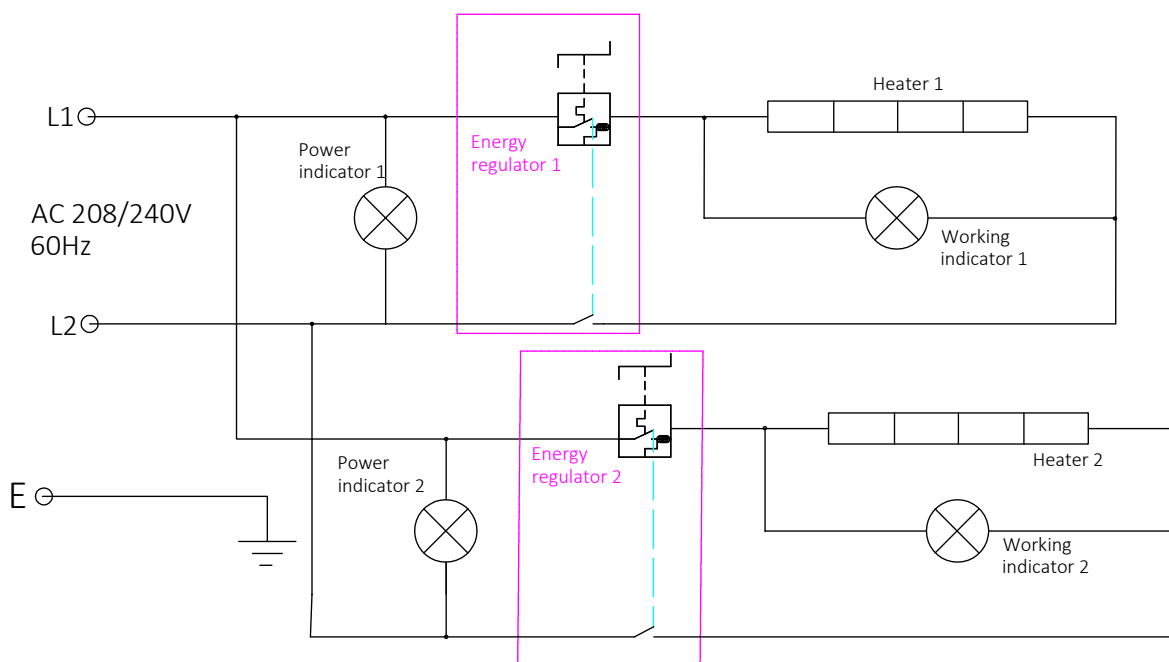 L1
Heater 1
Power
indicator 1
Energy
regulator 1
AC 208/240V
60Hz
Working
indicator 1
L2
Heater 2
Power
indicator 2
Energy
regulator 2
E
Working
indicator 2